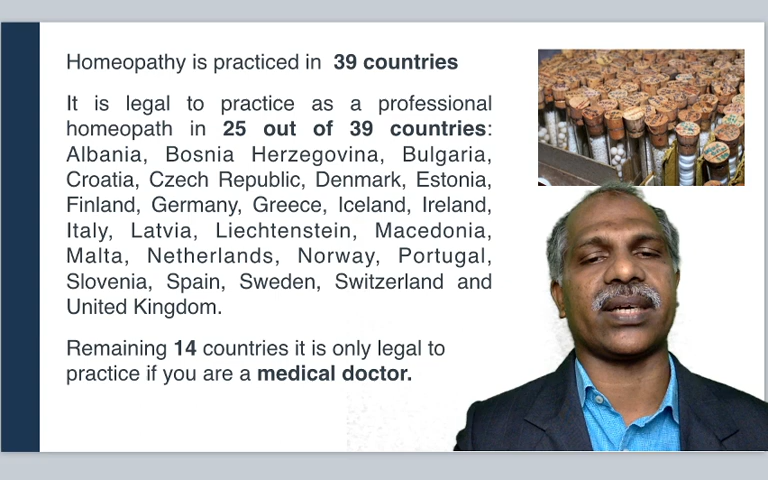 Homeopathy is practiced in 39 countries
It is legal to practice as a professional
homeopath in 25 out of 39 countries:
Albania, Bosnia Herzegovina, Bulgaria,
Croatia, Czech Republic, Denmark, Estonia,
Finland, Germany, Greece, Iceland, Ireland,
Italy, Latvia, Liechtenstein, Macedonia,
Malta, Netherlands, Norway, Portugal,
Slovenia, Spain, Sweden, Switzerland and
United Kingdom.
Remaining 14 countries it is only legal to
practice if you are a medical doctor.